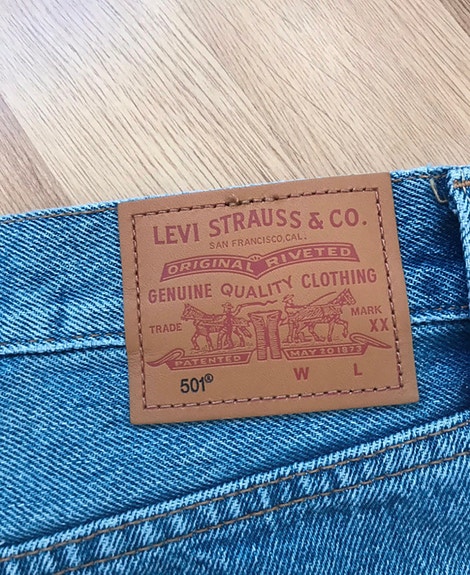 LEVI STRAUSS & CO.
SAN FRANCISCO, CAL.
ORIGINAL RIVETED
GENUINE QUALITY CLOTHING
TRADE MARK
XX
PATENTED MAY 20 1873
501® W L